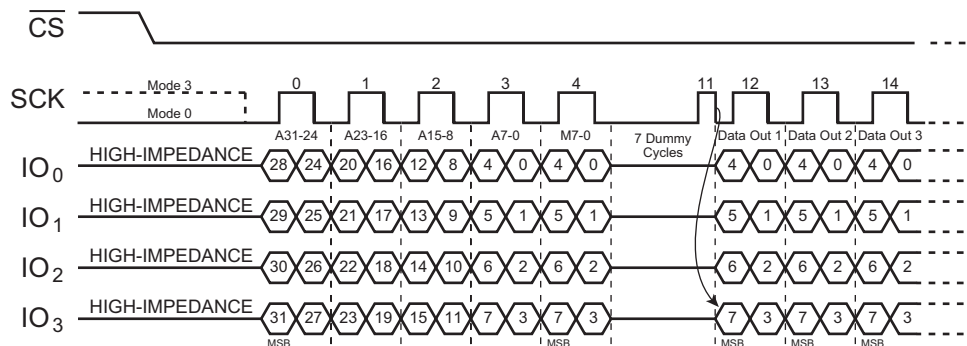 CS
SCK
Mode 3
Mode 0
0 1 2 3 4 11 12 13 14
A31-24 A23-16 A15-8 A7-0 M7-0 7 Dummy Cycles Data Out 1 Data Out 2 Data Out 3
IO0 HIGH-IMPEDANCE 28 24 20 16 12 8 4 0 4 0 4 0 4 0 4 0
IO1 HIGH-IMPEDANCE 29 25 21 17 13 9 5 1 5 1 5 1 5 1 5 1
IO2 HIGH-IMPEDANCE 30 26 22 18 14 10 6 2 6 2 6 2 6 2 6 2
IO3 HIGH-IMPEDANCE 31 27 23 19 15 11 7 3 7 3 7 3 7 3 7 3
MSB MSB MSB MSB MSB